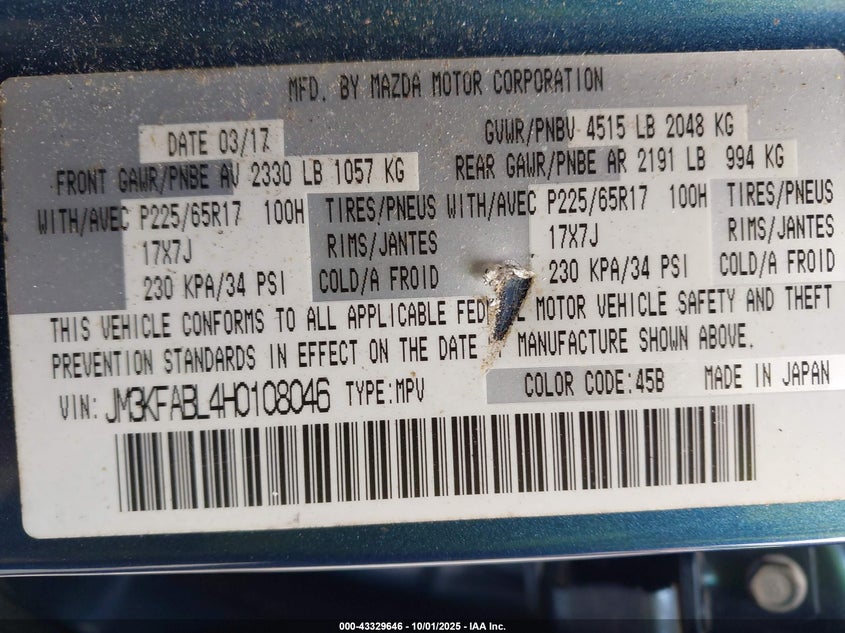 MFD. BY MAZDA MOTOR CORPORATION
DATE 03/17 GVWR/PNBV 4515 LB 2048 KG
FRONT GAWR/PNBE AV 2330 LB 1057 KG REAR GAWR/PNBE AR 2191 LB 994 KG
WITH/AVEC P225/65R17 100H TIRES/PNEUS WITH/AVEC P225/65R17 100H TIRES/PNEUS
17X7J RIMS/JANTES 17X7J RIMS/JANTES
230 KPA/34 PSI COLD/A FROID 230 KPA/34 PSI COLD/A FROID
THIS VEHICLE CONFORMS TO ALL APPLICABLE MOTOR VEHICLE SAFETY AND THEFT
PREVENTION STANDARDS IN EFFECT ON THE DATE MANUFACTURE SHOWN ABOVE.
VIN: JM3KFABL4H0108046 TYPE:MPV COLOR CODE:45B MADE IN JAPAN
000-43329646 - 10/01/2025 - IAA Inc.